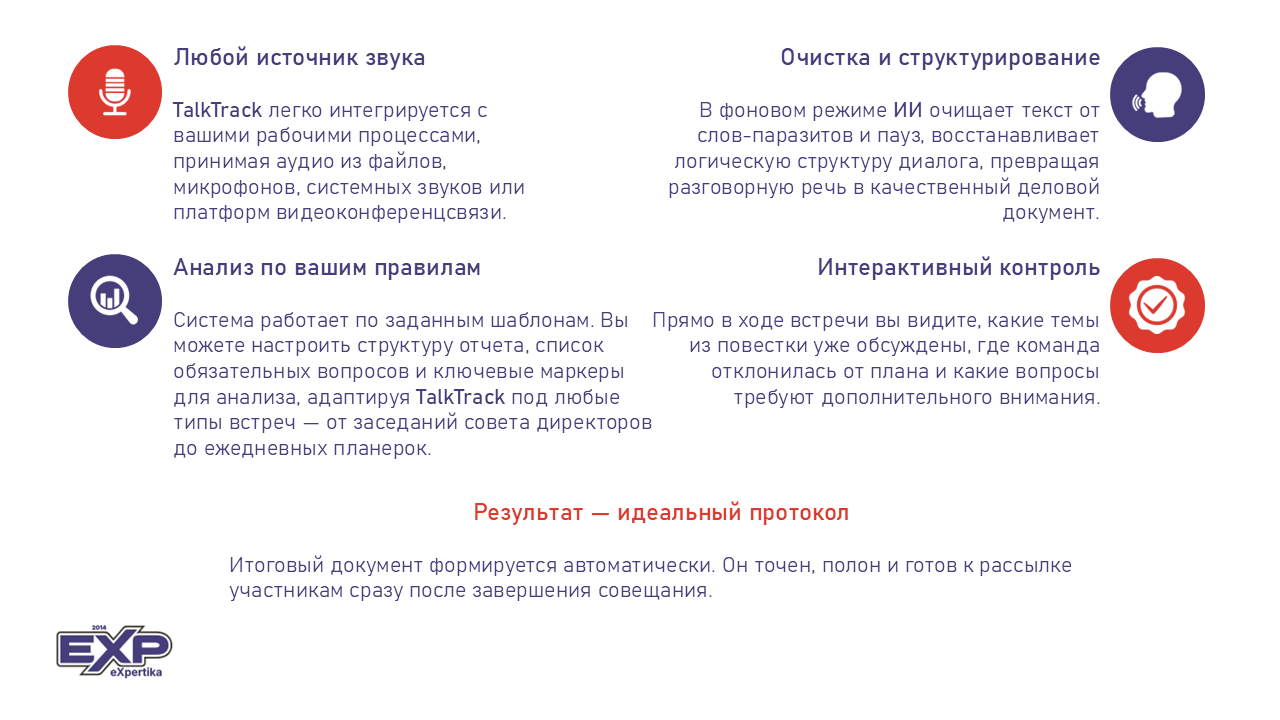 Любой источник звука
TalkTrack легко интегрируется с
вашими рабочими процессами,
принимая аудио из файлов,
микрофонов, системных звуков или
платформ видеоконференцсвязи.
Очистка и структурирование
В фоновом режиме ИИ очищает текст от
слов-паразитов и пауз, восстанавливает
логическую структуру диалога, превращая
разговорную речь в качественный деловой
документ.
Анализ по вашим правилам
Система работает по заданным шаблонам. Вы
можете настроить структуру отчета, список
обязательных вопросов и ключевые маркеры
для анализа, адаптируя TalkTrack под любые
типы встреч — от заседаний совета директоров
до ежедневных планерок.
Интерактивный контроль
Прямо в ходе встречи вы видите, какие темы
из повестки уже обсуждены, где команда
отклонилась от плана и какие вопросы
требуют дополнительного внимания.
Результат — идеальный протокол
Итоговый документ формируется автоматически. Он точен, полон и готов к рассылке
участникам сразу после завершения совещания.
2014
EXP
eXpertika